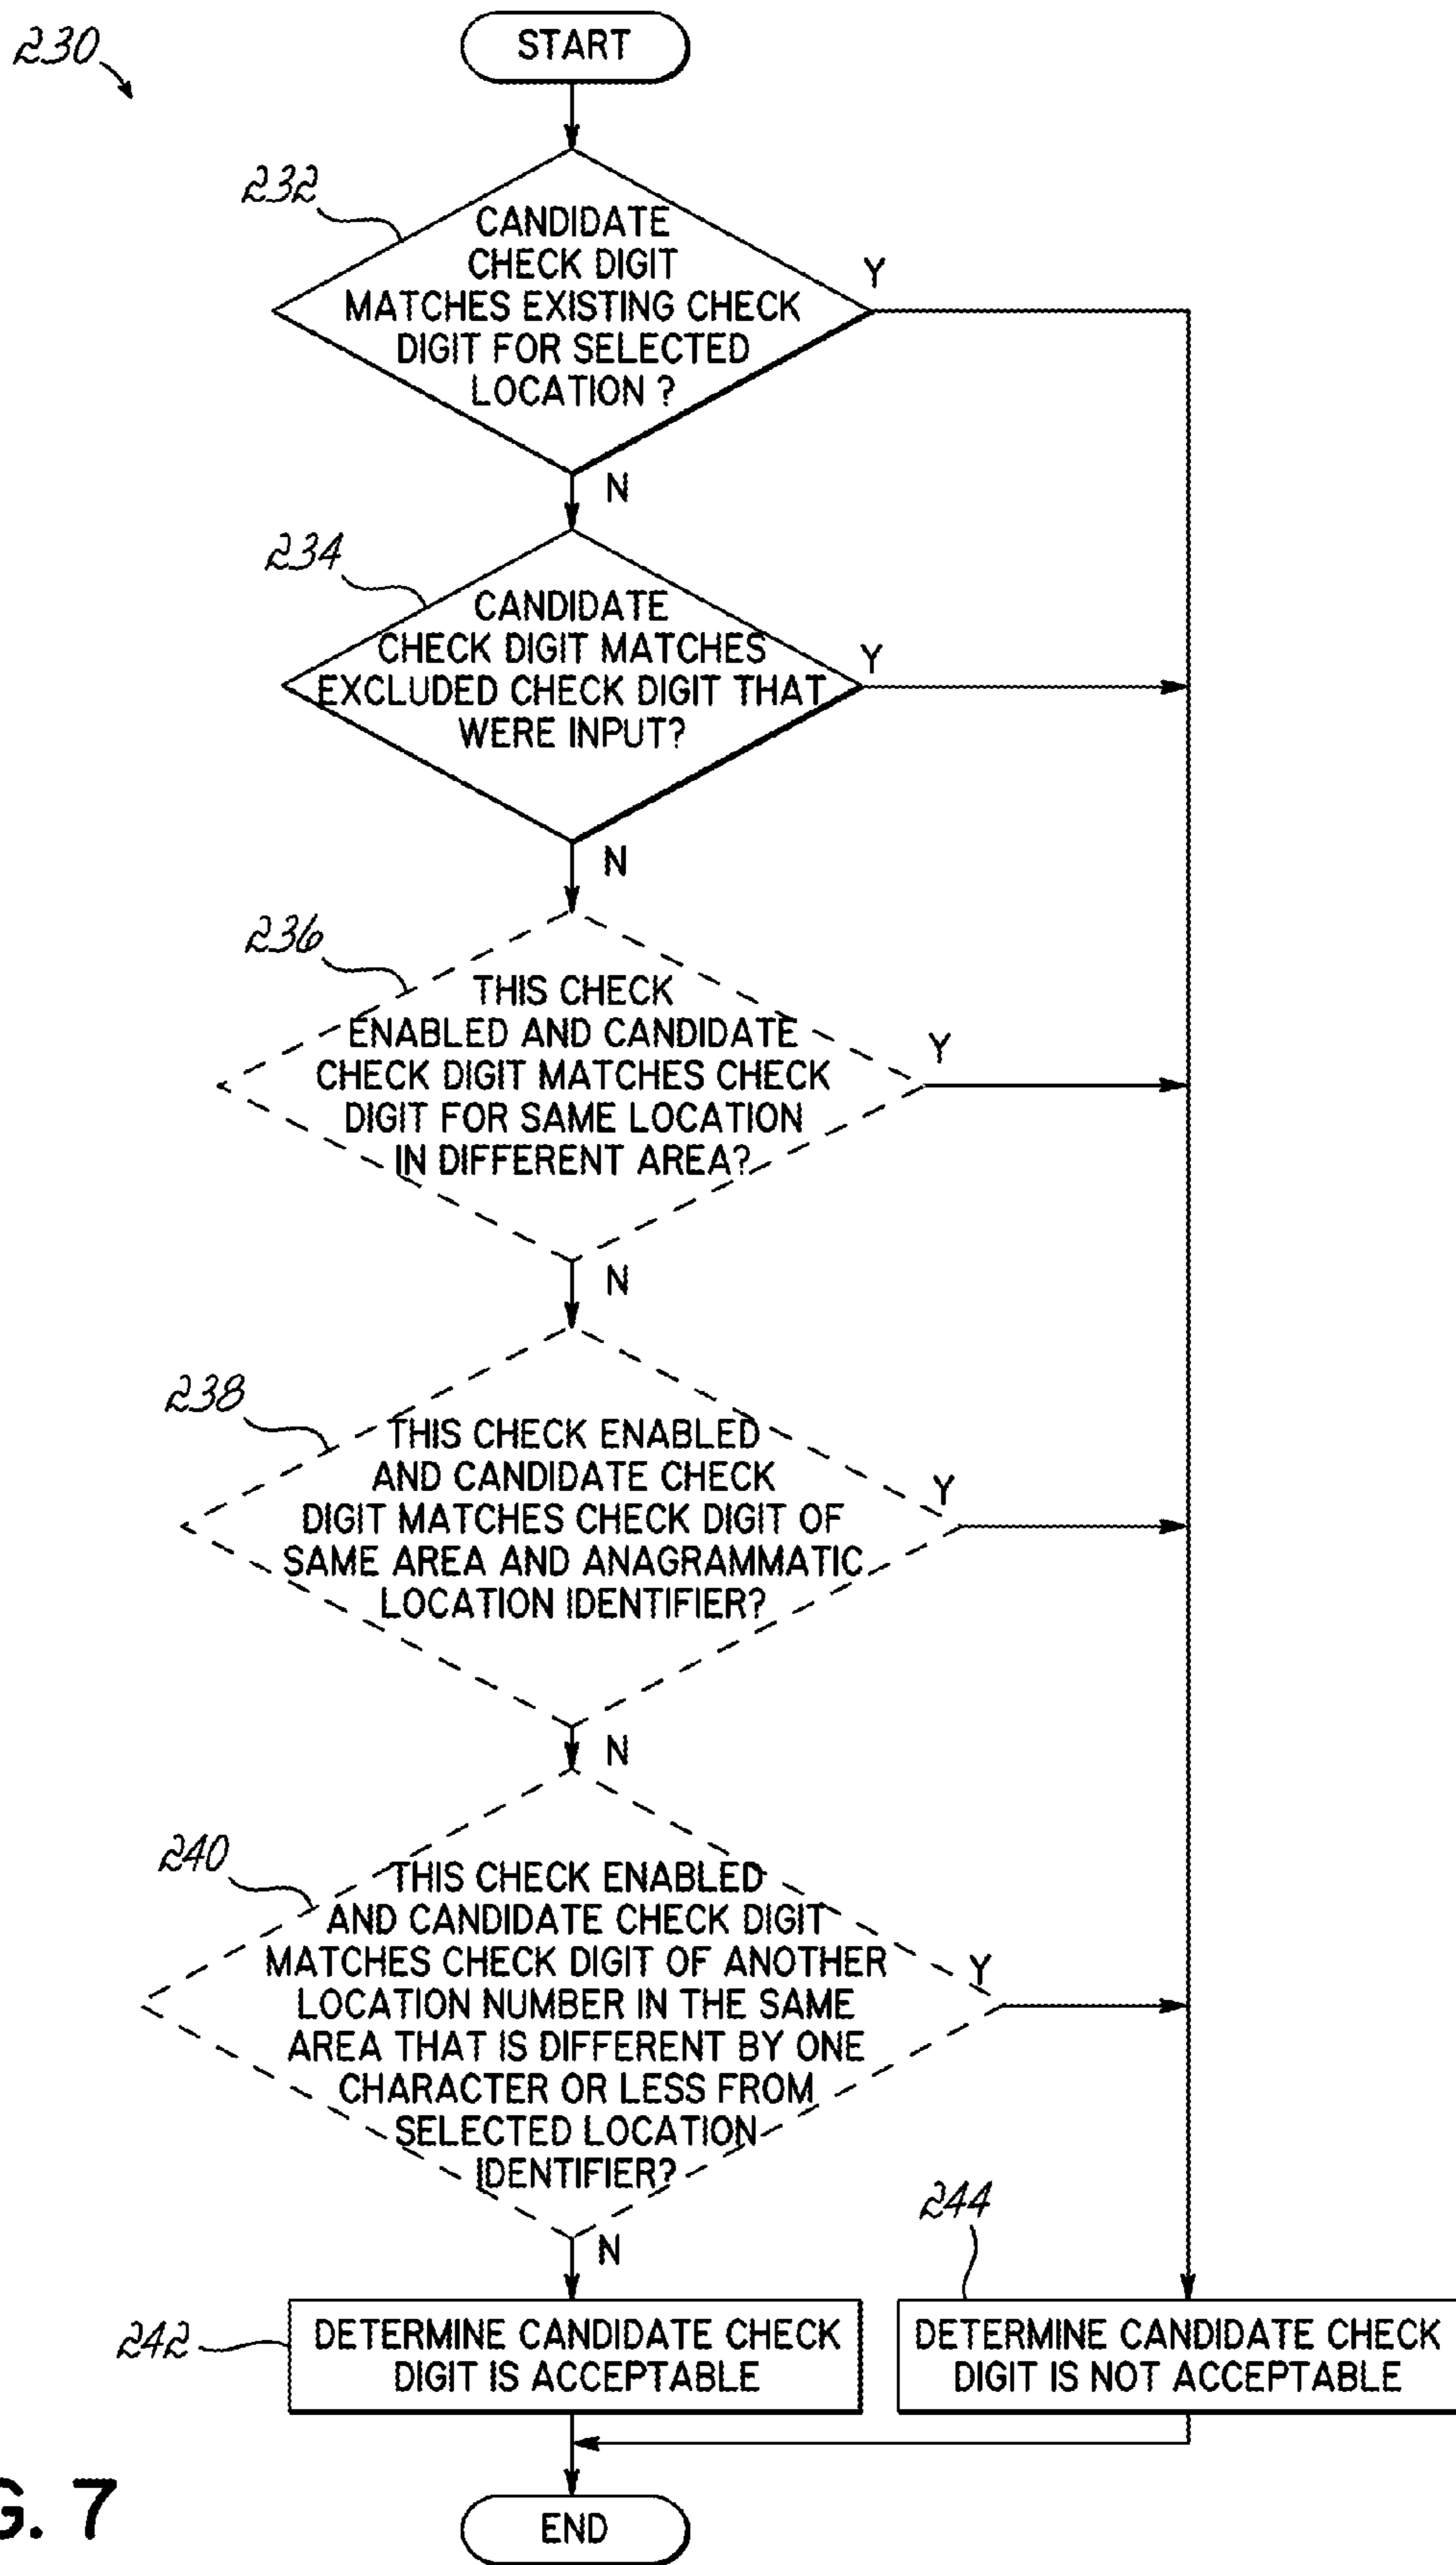 230
START
232
CANDIDATE
CHECK DIGIT
MATCHES EXISTING CHECK
DIGIT FOR SELECTED
LOCATION ?
Y
N
234
CANDIDATE
CHECK DIGIT MATCHES
EXCLUDED CHECK DIGIT THAT
WERE INPUT?
Y
N
236
THIS CHECK
ENABLED AND CANDIDATE
CHECK DIGIT MATCHES CHECK
DIGIT FOR SAME LOCATION
IN DIFFERENT AREA?
Y
N
238
THIS CHECK ENABLED
AND CANDIDATE CHECK
DIGIT MATCHES CHECK DIGIT OF
SAME AREA AND ANAGRAMMATIC
LOCATION IDENTIFIER?
Y
N
240
THIS CHECK ENABLED
AND CANDIDATE CHECK DIGIT
MATCHES CHECK DIGIT OF ANOTHER
LOCATION NUMBER IN THE SAME
AREA THAT IS DIFFERENT BY ONE
CHARACTER OR LESS FROM
SELECTED LOCATION
IDENTIFIER?
Y
N
242
DETERMINE CANDIDATE CHECK
DIGIT IS ACCEPTABLE
244
DETERMINE CANDIDATE CHECK
DIGIT IS NOT ACCEPTABLE
END
G. 7